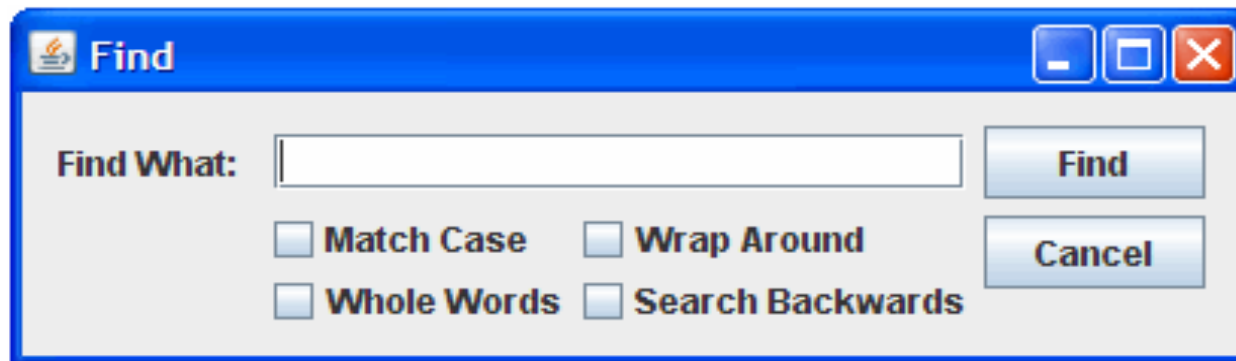 Find
Find What:
Find
Match Case
Wrap Around
Cancel
Whole Words
Search Backwards